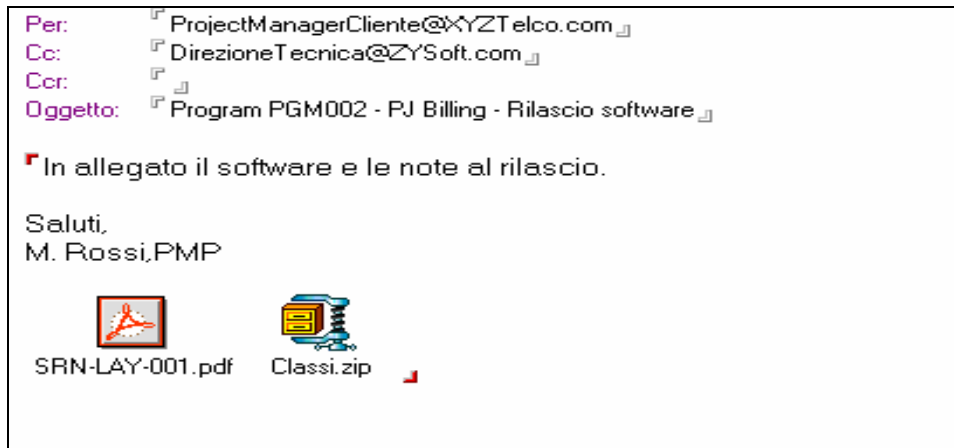 Per: ProjectManagerCliente@XYZTelco.com
Cc: DirezioneTecnica@ZYSoft.com
Ccr:
Oggetto: Program PGM002 - PJ Billing - Rilascio software
In allegato il software e le note al rilascio.
Saluti,
M. Rossi,PMP
SRN-LAY-001.pdf Classi.zip